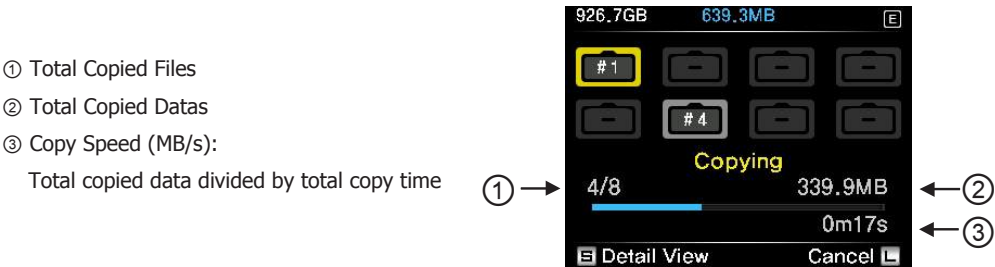 ① Total Copied Files
② Total Copied Datas
③ Copy Speed (MB/s):
Total copied data divided by total copy time
926.7GB 639.3MB E
#1 - - -
- #4 - -
Copying
① 4/8 339.9MB ②
0m17s ③
S Detail View Cancel L